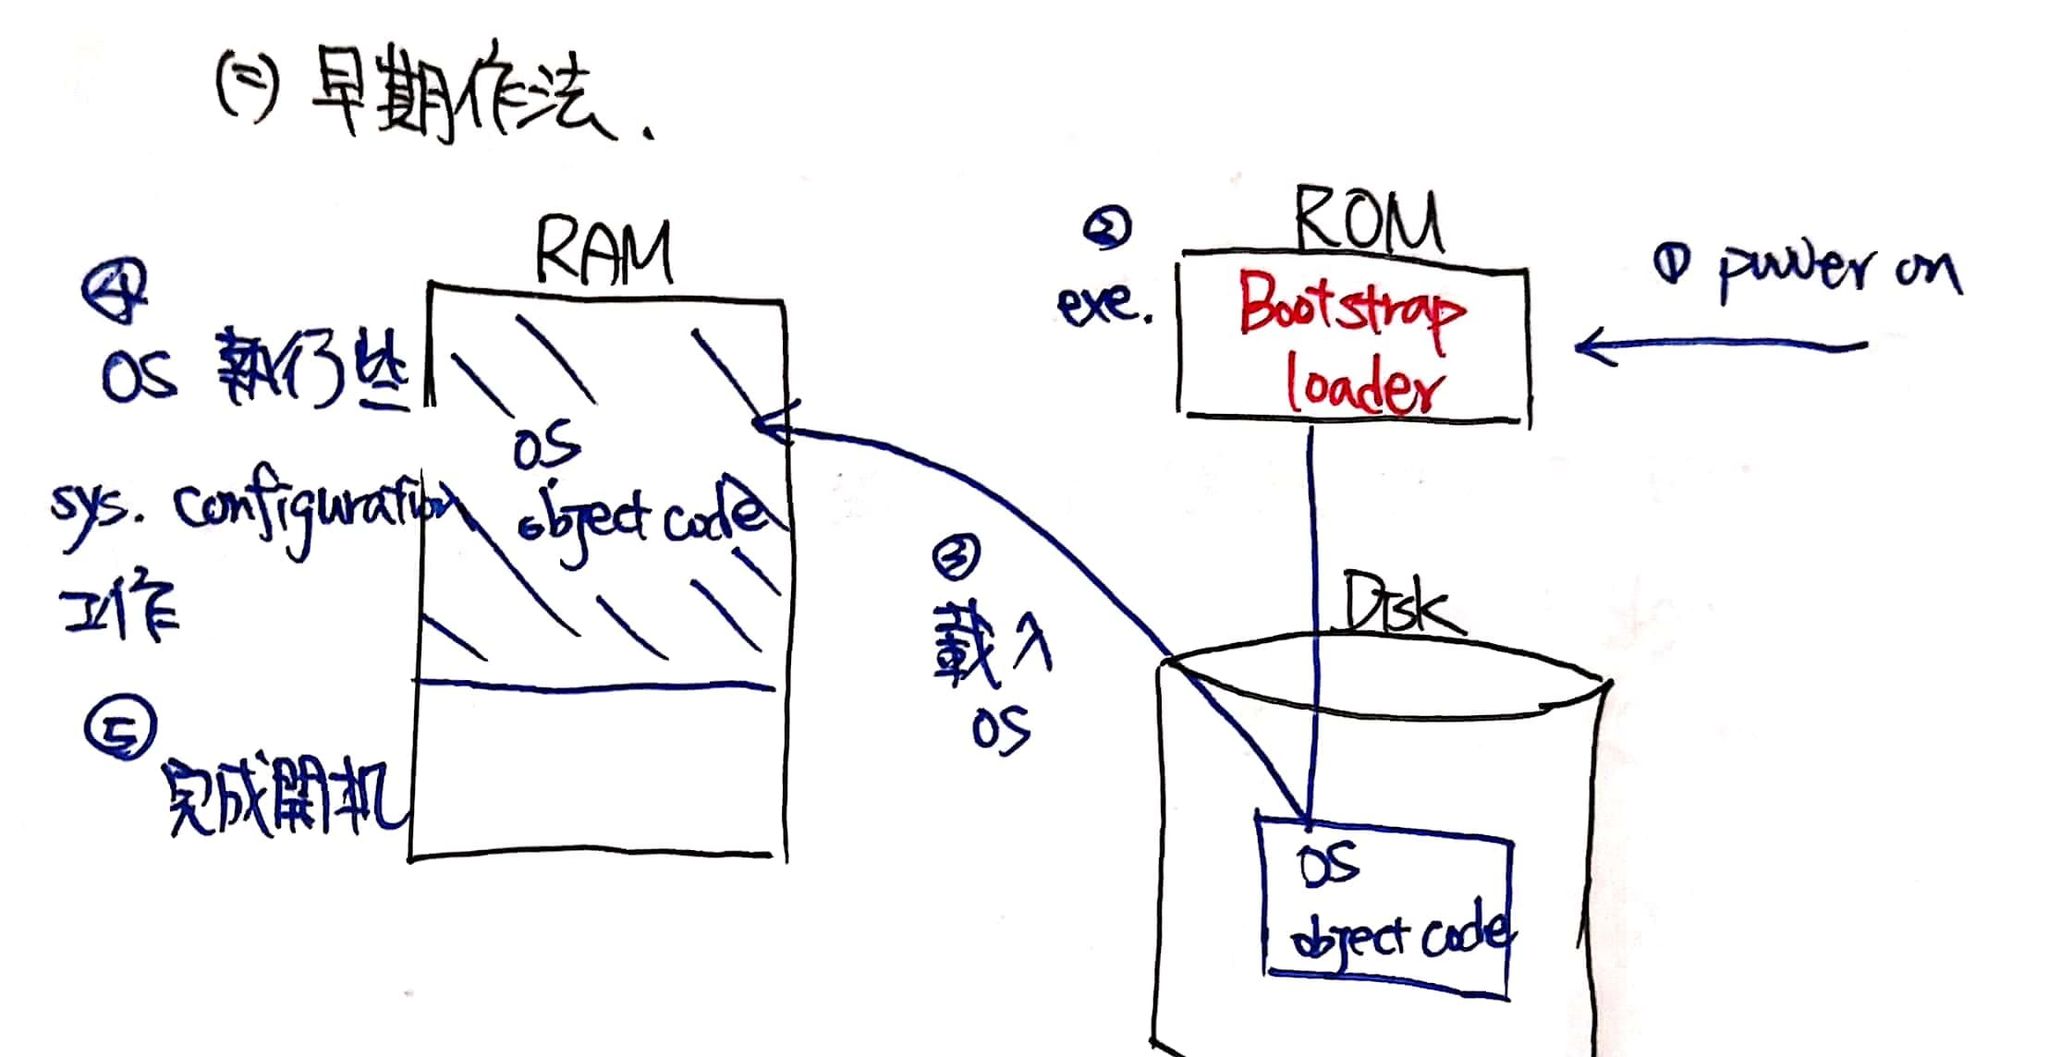 (二) 早期作法.
RAM
ROM
② exe.
Bootstrap
loader
① power on
④
OS 執行些
sys. configuration
工作
⑤
完成開机
OS
object code
③
載入
OS
Disk
OS
object code